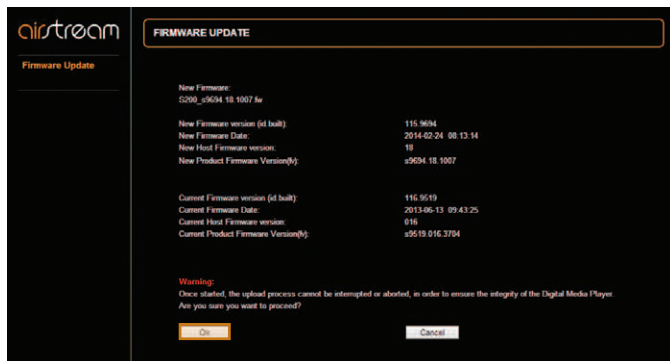 airstream
FIRMWARE UPDATE
Firmware Update
New Firmware:
S200_s9694.18.1007.fw
New Firmware version (id.built): 115.9694
New Firmware Date: 2014-02-24 08:13:14
New Host Firmware version: 18
New Product Firmware Version(fv): s9694.18.1007
Current Firmware version (id.built): 116.9519
Current Firmware Date: 2013-06-13 09:43:25
Current Host Firmware version: 016
Current Product Firmware Version(fv): s9519.016.3704
Warning:
Once started, the upload process cannot be interrupted or aborted, in order to ensure the integrity of the Digital Media Player.
Are you sure you want to proceed?
Ok Cancel